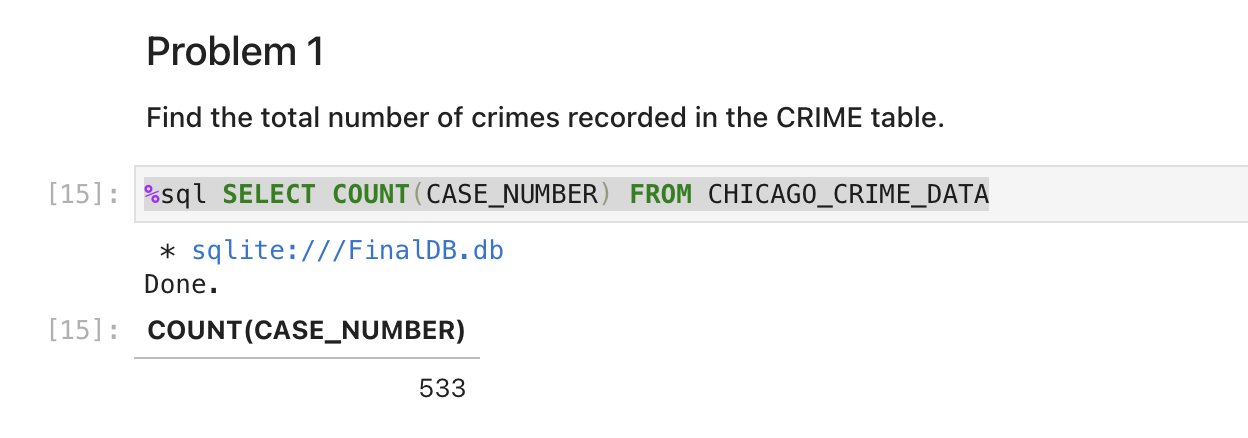 Problem 1
Find the total number of crimes recorded in the CRIME table.
[15]: %sql SELECT COUNT(CASE_NUMBER) FROM CHICAGO_CRIME_DATA
* sqlite:///FinalDB.db
Done.
[15]: COUNT(CASE_NUMBER)
533